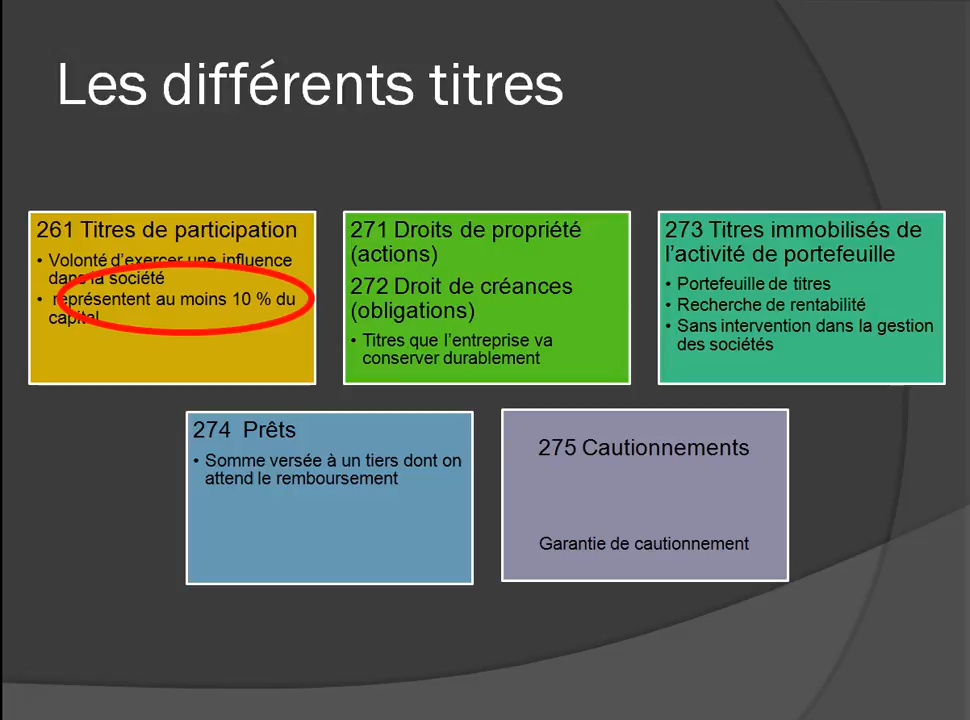 Les différents titres
261 Titres de participation
• Volonté d'exercer une influence
dans la société
• représentent au moins 10 % du
capital
271 Droits de propriété
(actions)
272 Droit de créances
(obligations)
• Titres que l'entreprise va
conserver durablement
273 Titres immobilisés de
l'activité de portefeuille
• Portefeuille de titres
• Recherche de rentabilité
• Sans intervention dans la gestion
des sociétés
274 Prêts
• Somme versée à un tiers dont on
attend le remboursement
275 Cautionnements
Garantie de cautionnement